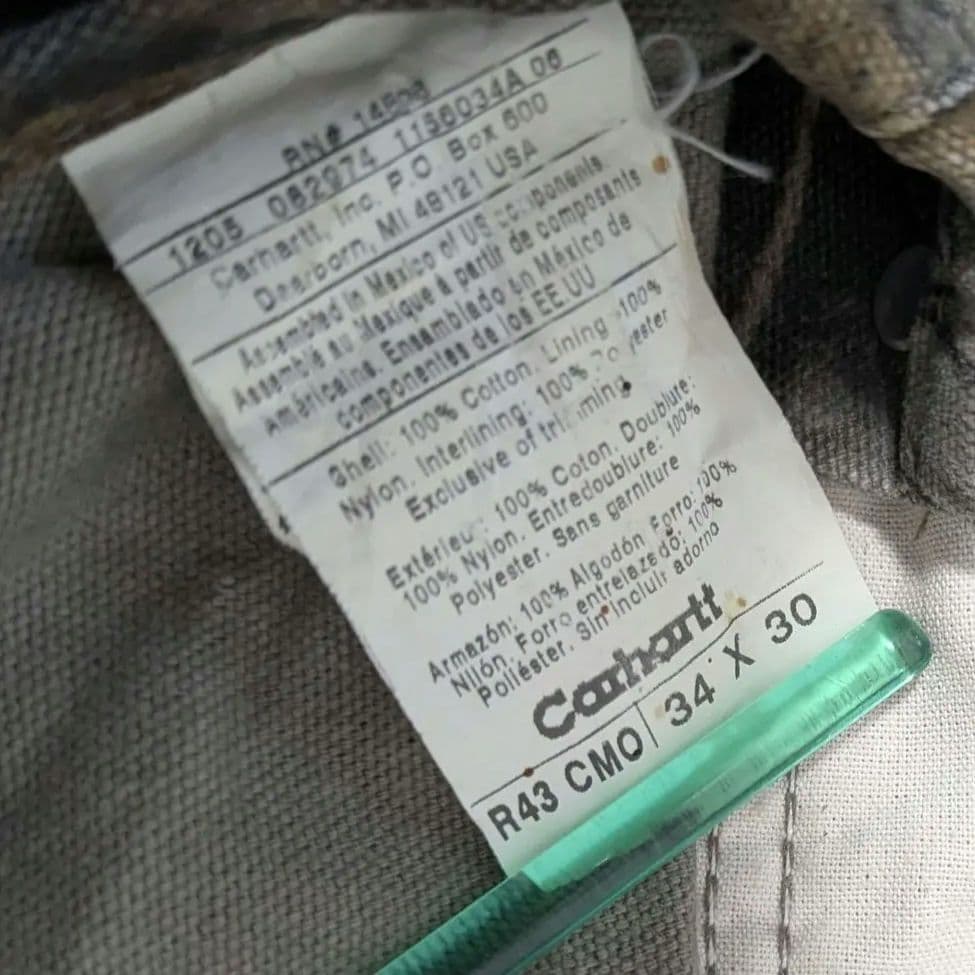 RN# 14806
1205 082974 1156034A 06
Carhartt, Inc. P.O. Box 600
Dearborn, MI 48121 USA
Assembled in Mexico of US components
Assemblé au Mexique à partir de composants
américains. Ensamblado en México de
componentes de los EE.UU
Shell: 100% Cotton. Lining: 100%
Nylon. Interlining: 100% Polyester
Exclusive of trimming
Extérieur: 100% Coton. Doublure:
100% Nylon. Entredoublure: 100%
Polyester. Sans garniture
Armazón: 100% Algodón Forro: 100%
Nilón. Forro entrelazado: 100%
Poliéster. Sin incluir adorno
Carhartt
R43 CMO 34 X 30